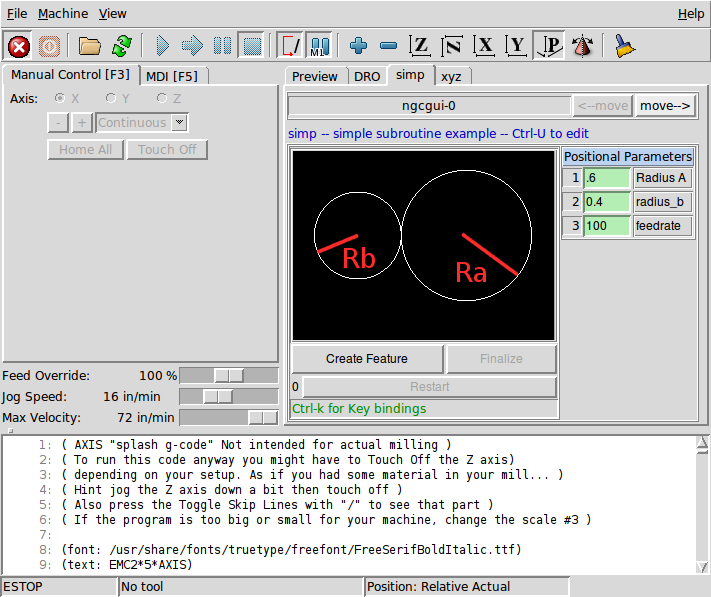 File Machine View Help
M1 Z N X Y P
Manual Control [F3] MDI [F5] Preview DRO simp xyz
Axis: X Y Z
- + Continuous
Home All Touch Off
ngcgui-0 <--move move-->
simp -- simple subroutine example -- Ctrl-U to edit
Rb Ra
Positional Parameters
1 .6 Radius A
2 0.4 radius_b
3 100 feedrate
Create Feature Finalize
0 Restart
Ctrl-k for Key bindings
Feed Override: 100 %
Jog Speed: 16 in/min
Max Velocity: 72 in/min
1: ( AXIS "splash g-code" Not intended for actual milling )
2: ( To run this code anyway you might have to Touch Off the Z axis)
3: ( depending on your setup. As if you had some material in your mill... )
4: ( Hint jog the Z axis down a bit then touch off )
5: ( Also press the Toggle Skip Lines with "/" to see that part )
6: ( If the program is too big or small for your machine, change the scale #3 )
7:
8: (font: /usr/share/fonts/truetype/freefont/FreeSerifBoldItalic.ttf)
9: (text: EMC2*5*AXIS)
ESTOP No tool Position: Relative Actual